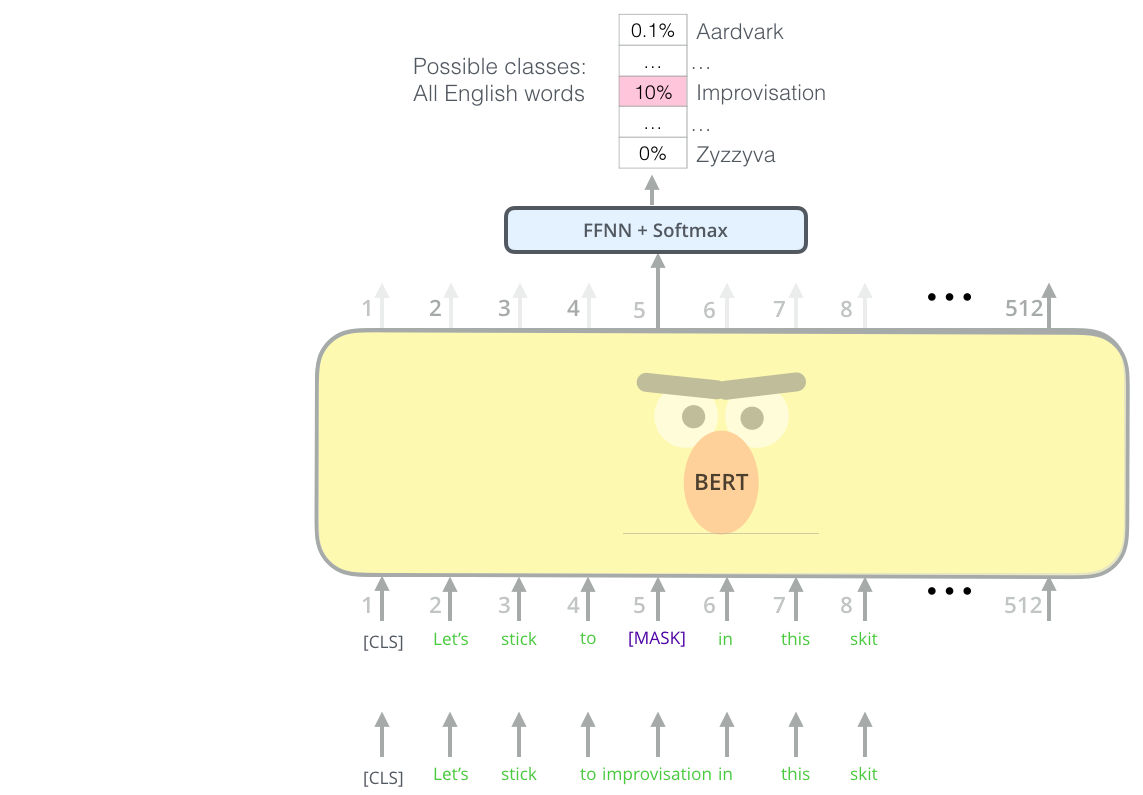 0.1% Aardvark
... ...
Possible classes:
All English words
10% Improvisation
... ...
0% Zyzzyva
FFNN + Softmax
1 2 3 4 5 6 7 8 ••• 512
BERT
1 2 3 4 5 6 7 8 ••• 512
[CLS] Let's stick to [MASK] in this skit
[CLS] Let's stick to improvisation in this skit